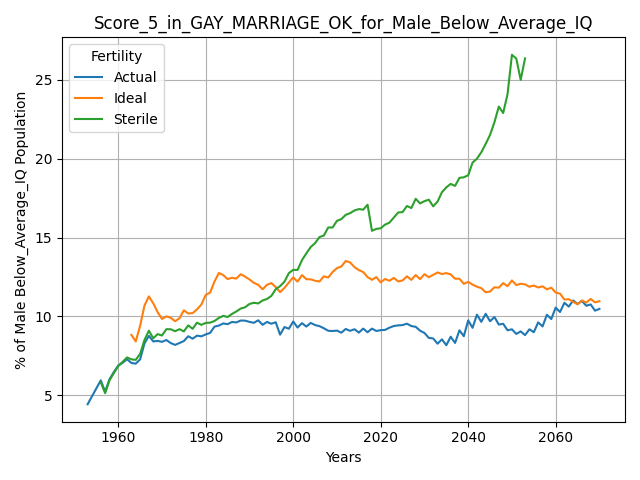 Score_5_in_GAY_MARRIAGE_OK_for_Male_Below_Average_IQ
% of Male Below_Average_IQ Population
Fertility
Actual
Ideal
Sterile
25
20
15
10
5
1960 1980 2000 2020 2040 2060
Years